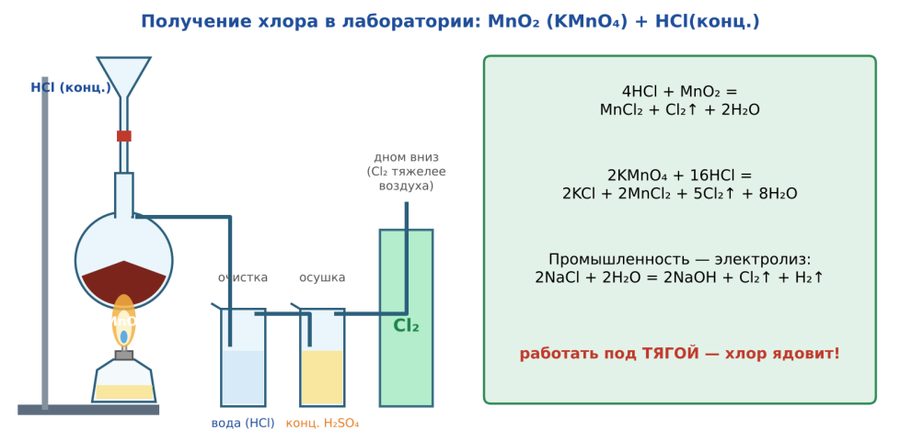 Получение хлора в лаборатории: MnO₂ (KMnO₄) + HCl(конц.)
HCl (конц.)
дном вниз
(Cl₂ тяжелее
воздуха)
очистка
осушка
Cl₂
вода (HCl)
конц. H₂SO₄
4HCl + MnO₂ =
MnCl₂ + Cl₂↑ + 2H₂O
2KMnO₄ + 16HCl =
2KCl + 2MnCl₂ + 5Cl₂↑ + 8H₂O
Промышленность — электролиз:
2NaCl + 2H₂O = 2NaOH + Cl₂↑ + H₂↑
работать под ТЯГОЙ — хлор ядовит!